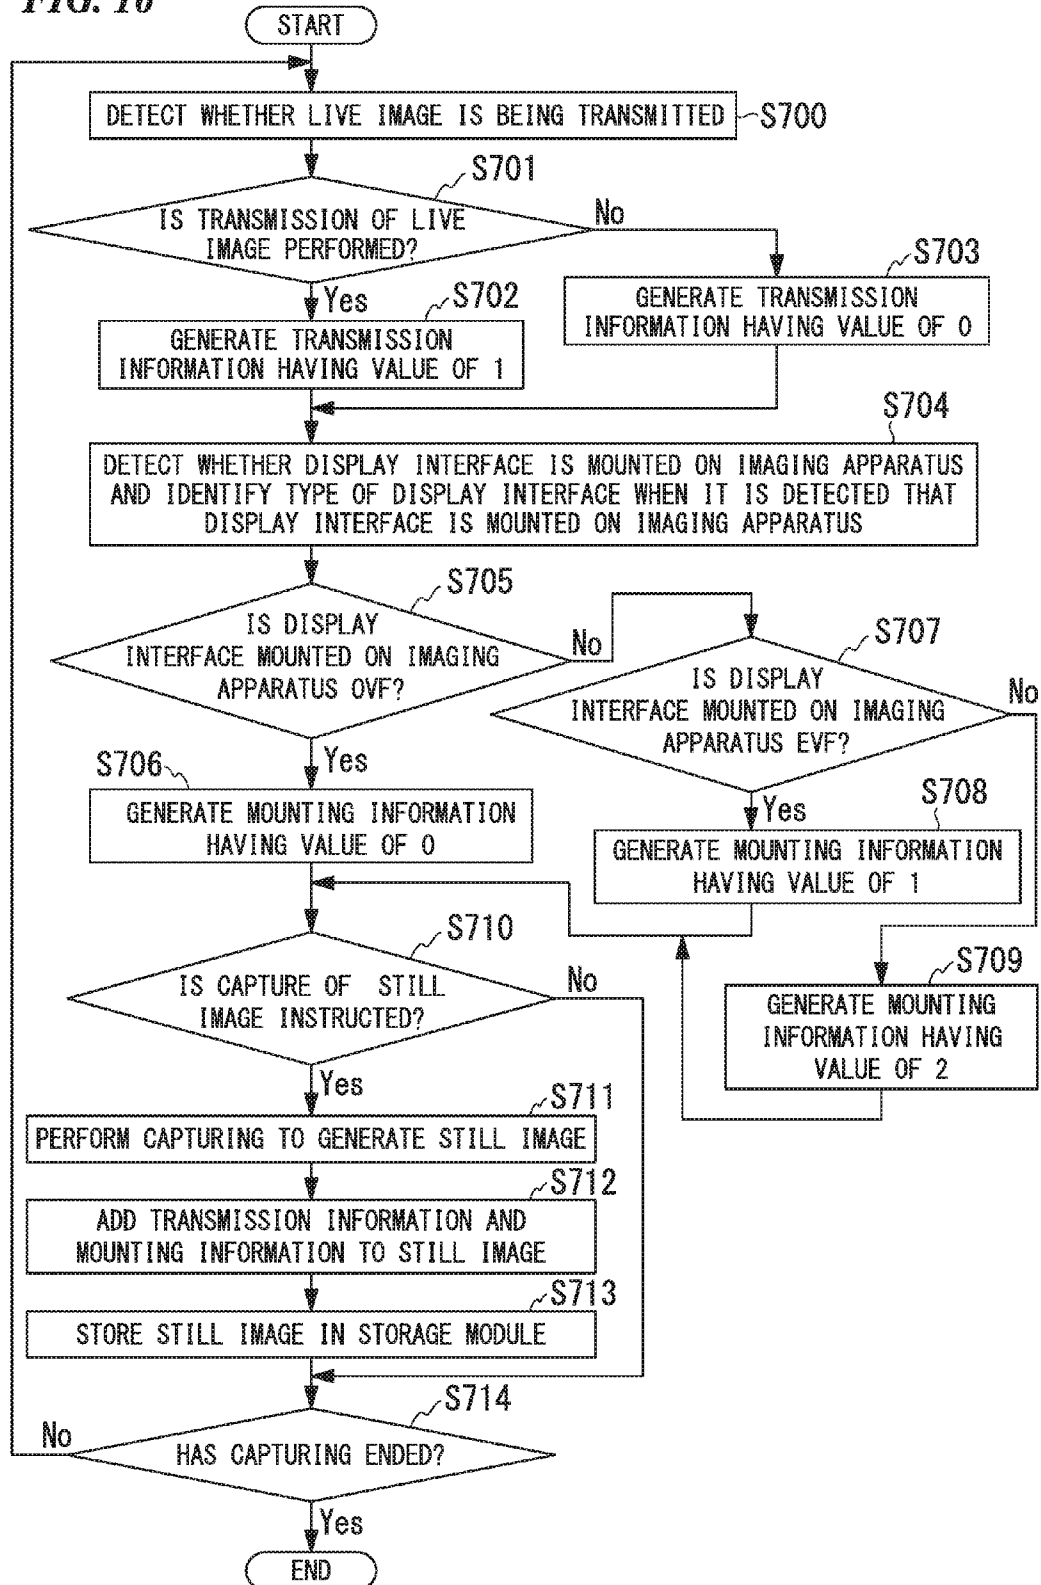 START
DETECT WHETHER LIVE IMAGE IS BEING TRANSMITTED
S700
S701
IS TRANSMISSION OF LIVE
IMAGE PERFORMED?
No
Yes
S702
GENERATE TRANSMISSION
INFORMATION HAVING VALUE OF 1
S703
GENERATE TRANSMISSION
INFORMATION HAVING VALUE OF 0
S704
DETECT WHETHER DISPLAY INTERFACE IS MOUNTED ON IMAGING APPARATUS
AND IDENTIFY TYPE OF DISPLAY INTERFACE WHEN IT IS DETECTED THAT
DISPLAY INTERFACE IS MOUNTED ON IMAGING APPARATUS
S705
IS DISPLAY
INTERFACE MOUNTED ON IMAGING
APPARATUS OVF?
No
Yes
S706
GENERATE MOUNTING INFORMATION
HAVING VALUE OF 0
S707
IS DISPLAY
INTERFACE MOUNTED ON IMAGING
APPARATUS EVF?
No
Yes
S708
GENERATE MOUNTING INFORMATION
HAVING VALUE OF 1
S709
GENERATE MOUNTING
INFORMATION HAVING
VALUE OF 2
S710
IS CAPTURE OF STILL
IMAGE INSTRUCTED?
No
Yes
S711
PERFORM CAPTURING TO GENERATE STILL IMAGE
S712
ADD TRANSMISSION INFORMATION AND
MOUNTING INFORMATION TO STILL IMAGE
S713
STORE STILL IMAGE IN STORAGE MODULE
S714
HAS CAPTURING ENDED?
No
Yes
END